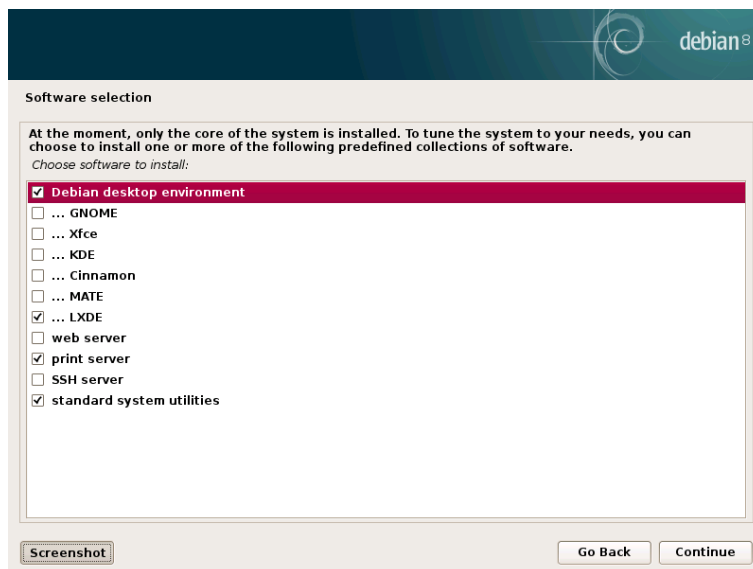 debian 8
Software selection
At the moment, only the core of the system is installed. To tune the system to your needs, you can
choose to install one or more of the following predefined collections of software.
Choose software to install:
Debian desktop environment
... GNOME
... Xfce
... KDE
... Cinnamon
... MATE
... LXDE
web server
print server
SSH server
standard system utilities
Screenshot
Go Back
Continue